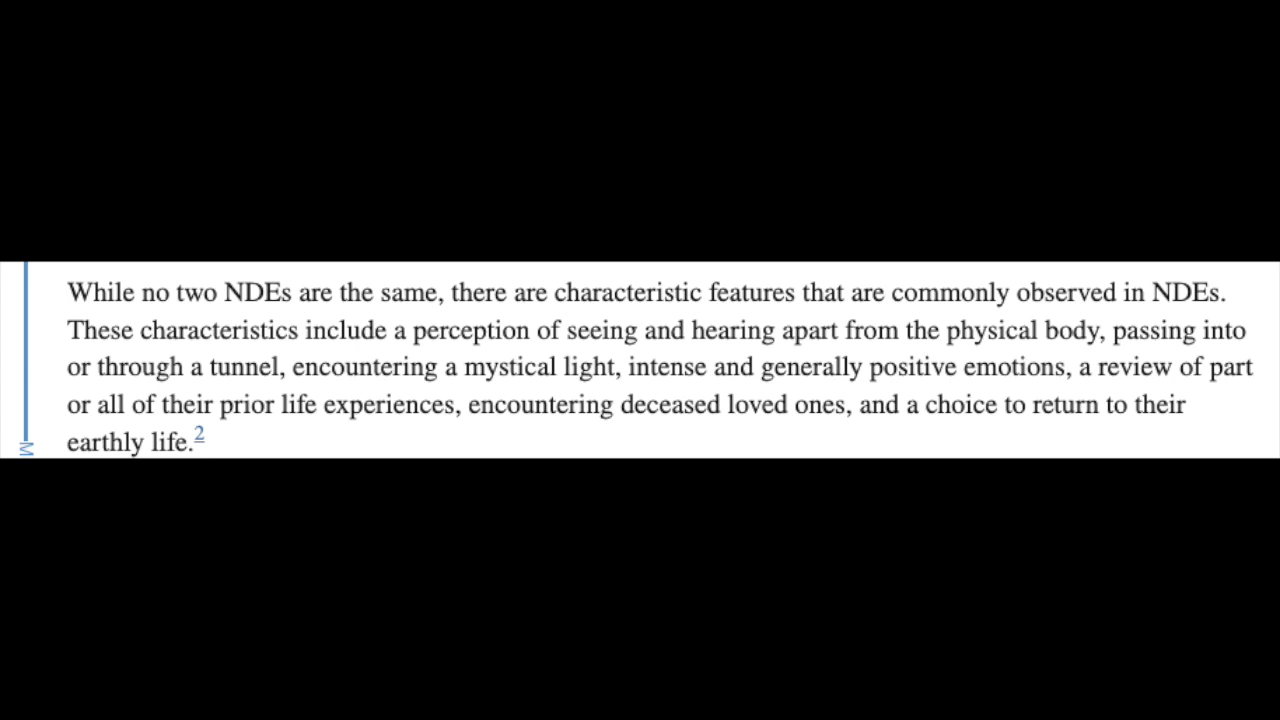 While no two NDEs are the same, there are characteristic features that are commonly observed in NDEs.
These characteristics include a perception of seeing and hearing apart from the physical body, passing into
or through a tunnel, encountering a mystical light, intense and generally positive emotions, a review of part
or all of their prior life experiences, encountering deceased loved ones, and a choice to return to their
earthly life.2
M